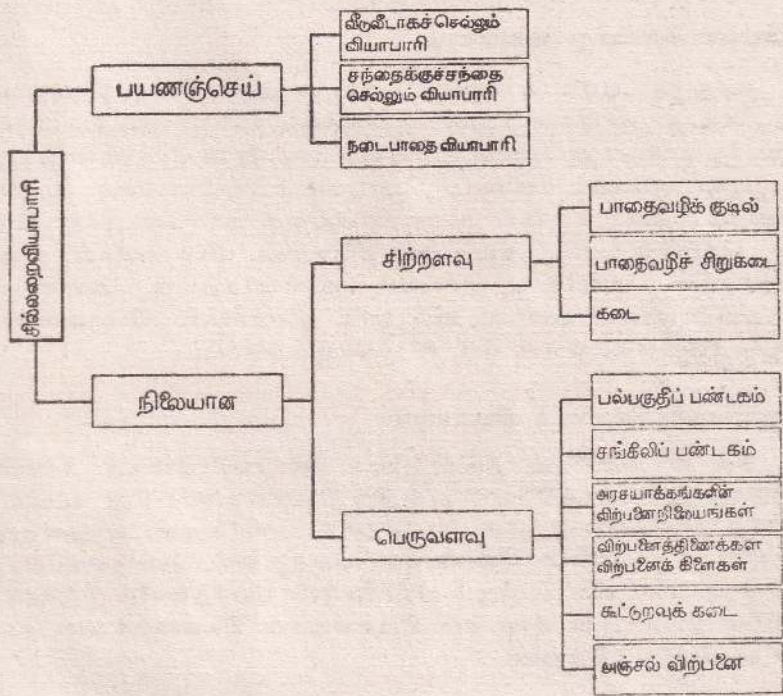 சில்லறைவியாபாரி
பயணஞ்செய்
வீடுவீடாகச் செல்லும்
வியாபாரி
சந்தைக்குச்சந்தை
செல்லும் வியாபாரி
நடைபாதை வியாபாரி
நிலையான
சிற்றளவு
பாதைவழிக் குடில்
பாதைவழிச் சிறுகடை
கடை
பெருவளவு
பல்பகுதிப் பண்டகம்
சங்கிலிப் பண்டகம்
அரசயாக்கங்களின்
விற்பனைநிலையங்கள்
விற்பனைத்திணைக்கள
விற்பனைக் கிளைகள்
கூட்டுறவுக் கடை
அஞ்சல் விற்பனை